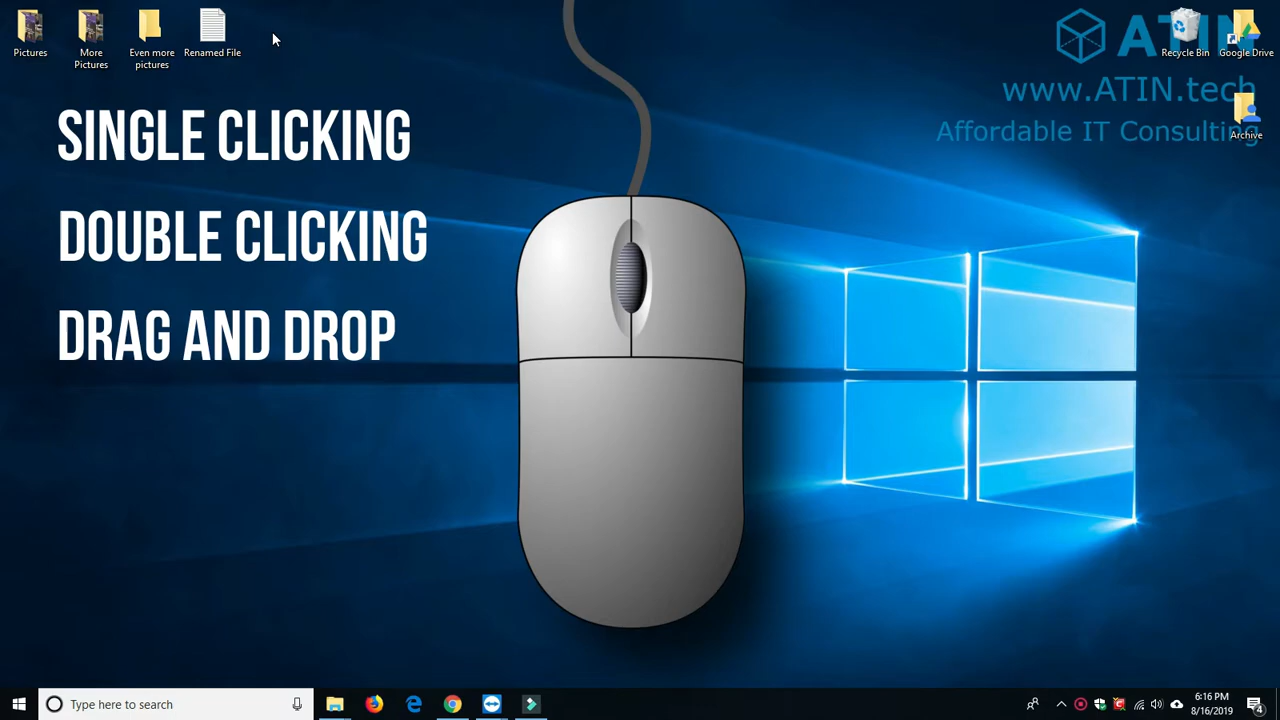 Pictures
More
Pictures
Even more
pictures
Renamed File
Recycle Bin
Google Drive
www.ATIN.tech
Affordable IT Consulting
Archive
SINGLE CLICKING
DOUBLE CLICKING
DRAG AND DROP
Type here to search
6:16 PM
8/16/2019
4